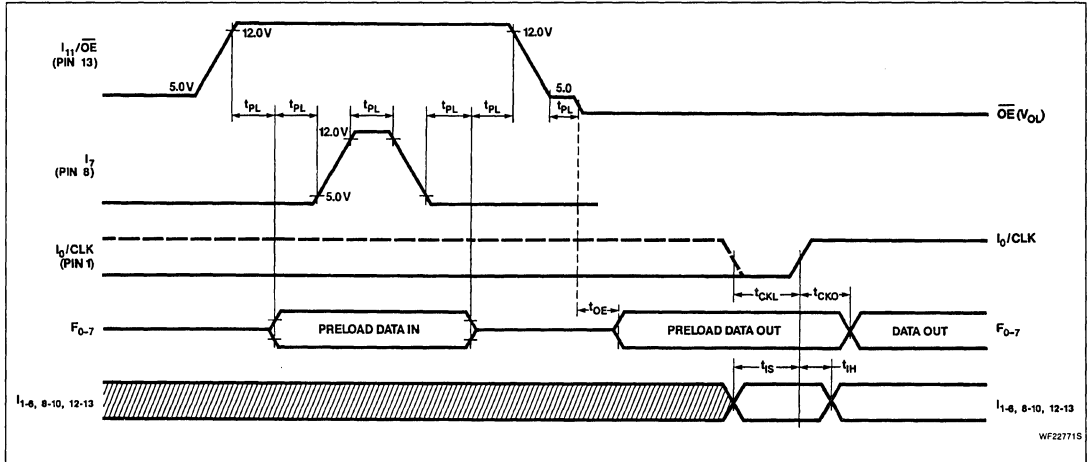 I11/OE
(PIN 13)
12.0V
12.0V
5.0V
5.0
tPL
tPL
tPL
tPL
tPL
tPL
OE (VOL)
I7
(PIN 8)
12.0V
5.0V
I0/CLK
(PIN 1)
I0/CLK
tCKL
tCKO
tOE
F0–7
PRELOAD DATA IN
PRELOAD DATA OUT
DATA OUT
F0–7
tIS
tIH
I1-6, 8-10, 12-13
I1-6, 8-10, 12-13
WF22771S